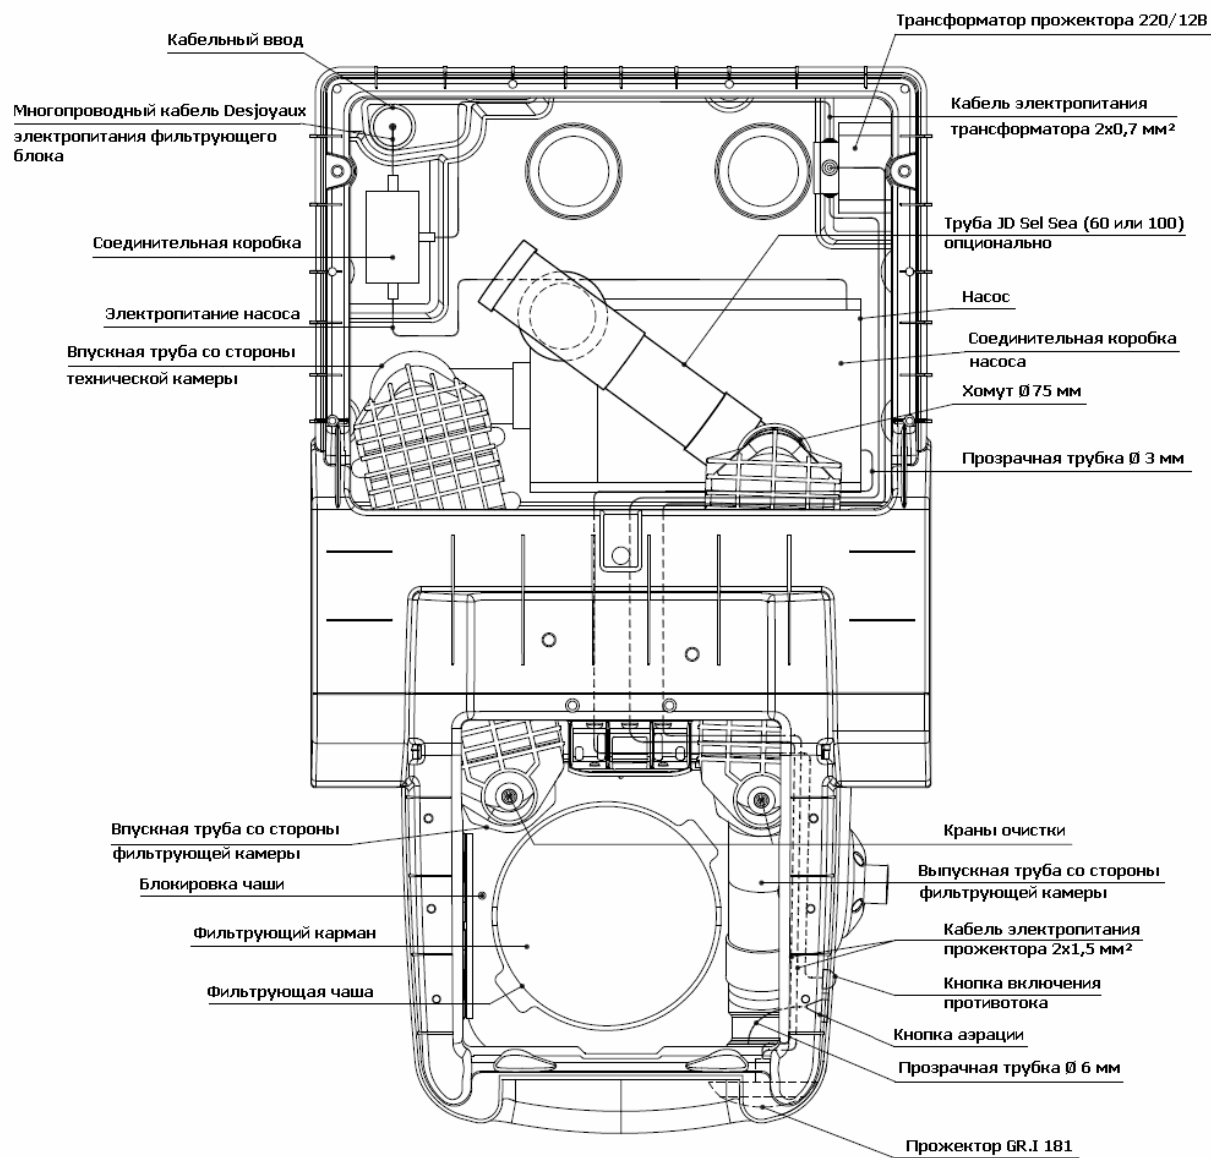 Трансформатор прожектора 220/12В
Кабельный ввод
Многопроводный кабель Desjoyaux
электропитания фильтрующего
блока
Кабель электропитания
трансформатора 2х0,7 мм²
Соединительная коробка
Труба JD Sel Sea (60 или 100)
опционально
Электропитание насоса
Насос
Впускная труба со стороны
технической камеры
Соединительная коробка
насоса
Хомут Ø 75 мм
Прозрачная трубка Ø 3 мм
Впускная труба со стороны
фильтрующей камеры
Краны очистки
Блокировка чаши
Выпускная труба со стороны
фильтрующей камеры
Фильтрующий карман
Кабель электропитания
прожектора 2х1,5 мм²
Фильтрующая чаша
Кнопка включения
противотока
Кнопка аэрации
Прозрачная трубка Ø 6 мм
Прожектор GR.I 181